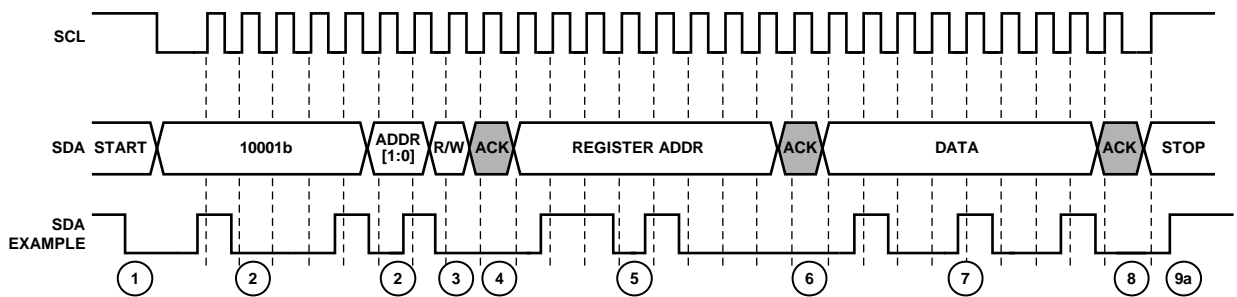 SCL
SDA START 10001b ADDR [1:0] R/W ACK REGISTER ADDR ACK DATA ACK STOP
SDA EXAMPLE
1 2 2 3 4 5 6 7 8 9a